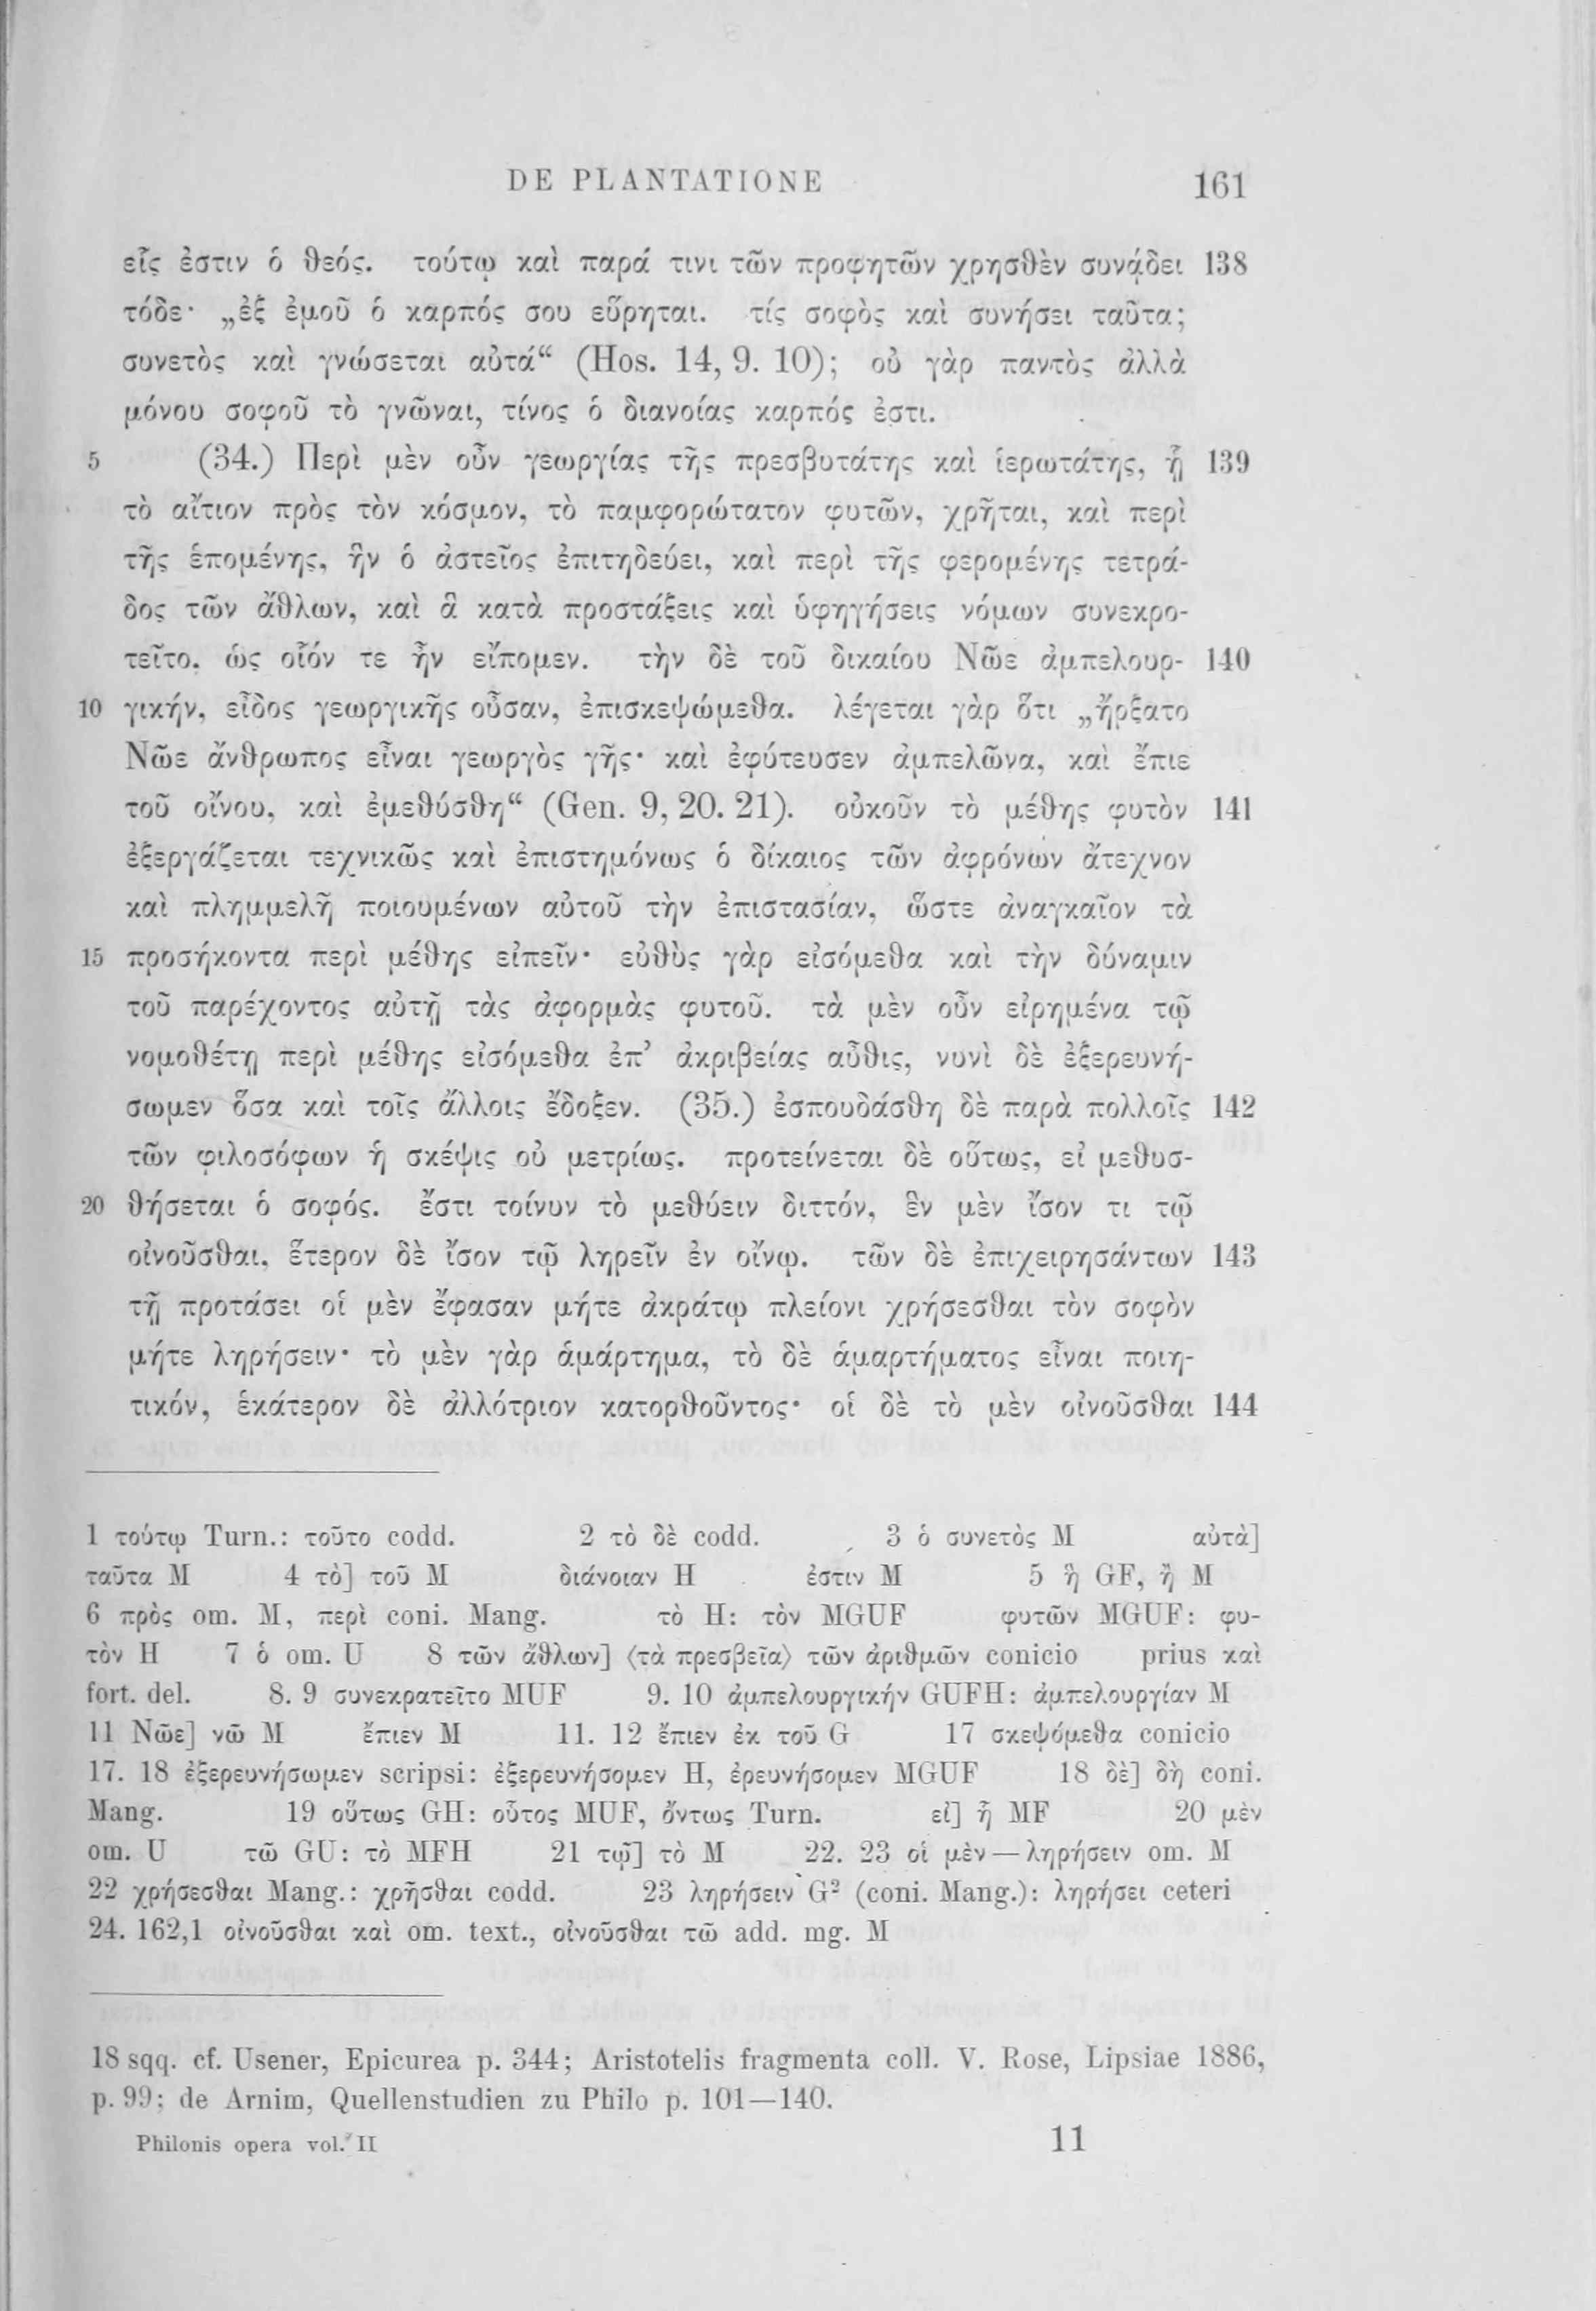 DE PLANTATIONE 161
εἷς ἐστιν ὁ θεός. τούτῳ καὶ παρά τινι τῶν προφητῶν χρησθὲν συνᾴδει 138
τόδε· „ἐξ ἐμοῦ ὁ καρπός σου εὕρηται. τίς σοφὸς καὶ συνήσει ταῦτα;
συνετὸς καὶ γνώσεται αὐτά“ (Hos. 14, 9. 10); οὐ γὰρ παντὸς ἀλλὰ
μόνου σοφοῦ τὸ γνῶναι, τίνος ὁ διανοίας καρπός ἐστι.
5 (34.) Περὶ μὲν οὖν γεωργίας τῆς πρεσβυτάτης καὶ ἱερωτάτης, ᾗ 139
τὸ αἴτιον πρὸς τὸν κόσμον, τὸ παμφορώτατον φυτῶν, χρῆται, καὶ περὶ
τῆς ἑπομένης, ἣν ὁ ἀστεῖος ἐπιτηδεύει, καὶ περὶ τῆς φερομένης τετρά-
δος τῶν ἄθλων, καὶ ἃ κατὰ προστάξεις καὶ ὑφηγήσεις νόμων συνεκρο-
τεῖτο, ὡς οἷόν τε ἦν εἴπομεν. τὴν δὲ τοῦ δικαίου Νῶε ἀμπελουρ- 140
10 γικήν, εἶδος γεωργικῆς οὖσαν, ἐπισκεψώμεθα. λέγεται γὰρ ὅτι „ἤρξατο
Νῶε ἄνθρωπος εἶναι γεωργὸς γῆς· καὶ ἐφύτευσεν ἀμπελῶνα, καὶ ἔπιε
τοῦ οἴνου, καὶ ἐμεθύσθη“ (Gen. 9, 20. 21). οὐκοῦν τὸ μέθης φυτὸν 141
ἐξεργάζεται τεχνικῶς καὶ ἐπιστημόνως ὁ δίκαιος τῶν ἀφρόνων ἄτεχνον
καὶ πλημμελῆ ποιουμένων αὐτοῦ τὴν ἐπιστασίαν, ὥστε ἀναγκαῖον τὰ
15 προσήκοντα περὶ μέθης εἰπεῖν· εὐθὺς γὰρ εἰσόμεθα καὶ τὴν δύναμιν
τοῦ παρέχοντος αὐτῇ τὰς ἀφορμὰς φυτοῦ. τὰ μὲν οὖν εἰρημένα τῷ
νομοθέτῃ περὶ μέθης εἰσόμεθα ἐπ’ ἀκριβείας αὖθις, νυνὶ δὲ ἐξερευνή-
σωμεν ὅσα καὶ τοῖς ἄλλοις ἔδοξεν. (35.) ἐσπουδάσθη δὲ παρὰ πολλοῖς 142
τῶν φιλοσόφων ἡ σκέψις οὐ μετρίως. προτείνεται δὲ οὕτως, εἰ μεθυσ-
20 θήσεται ὁ σοφός. ἔστι τοίνυν τὸ μεθύειν διττόν, ἓν μὲν ἴσον τι τῷ
οἰνοῦσθαι, ἕτερον δὲ ἴσον τῷ ληρεῖν ἐν οἴνῳ. τῶν δὲ ἐπιχειρησάντων 143
τῇ προτάσει οἱ μὲν ἔφασαν μήτε ἀκράτῳ πλείονι χρήσεσθαι τὸν σοφὸν
μήτε ληρήσειν· τὸ μὲν γὰρ ἁμάρτημα, τὸ δὲ ἁμαρτήματος εἶναι ποιη-
τικόν, ἑκάτερον δὲ ἀλλότριον κατορθοῦντος· οἱ δὲ τὸ μὲν οἰνοῦσθαι 144
1 τούτῳ Turn.: τοῦτο codd. 2 τὸ δὲ codd. 3 ὁ συνετὸς M αὐτὰ]
ταῦτα M 4 τὸ] τοῦ M διάνοιαν H ἐστιν M 5 ἣ GF, ἢ M
6 πρὸς om. M, περὶ coni. Mang. τὸ H: τὸν MGUF φυτῶν MGUF: φυ-
τὸν H 7 ὁ om. U 8 τῶν ἄθλων] ⟨τὰ πρεσβεῖα⟩ τῶν ἀριθμῶν conicio prius καὶ
fort. del. 8. 9 συνεκρατεῖτο MUF 9. 10 ἀμπελουργικήν GUFH: ἀμπελουργίαν M
11 Νῶε] νῶ M ἔπιεν M 11. 12 ἔπιεν ἐκ τοῦ G 17 σκεψόμεθα conicio
17. 18 ἐξερευνήσωμεν scripsi: ἐξερευνήσομεν H, ἐρευνήσομεν MGUF 18 δὲ] δὴ coni.
Mang. 19 οὕτως GH: οὗτος MUF, ὄντως Turn. εἰ] ἦ MF 20 μὲν
om. U τῶ GU: τὸ MFH 21 τῷ] τὸ M 22. 23 οἱ μὲν—ληρήσειν om. M
22 χρήσεσθαι Mang.: χρῆσθαι codd. 23 ληρήσειν G² (coni. Mang.): ληρήσει ceteri
24. 162,1 οἰνοῦσθαι καὶ om. text., οἰνοῦσθαι τῶ add. mg. M
18 sqq. cf. Usener, Epicurea p. 344; Aristotelis fragmenta coll. V. Rose, Lipsiae 1886,
p. 99; de Arnim, Quellenstudien zu Philo p. 101—140.
Philonis opera vol. II 11